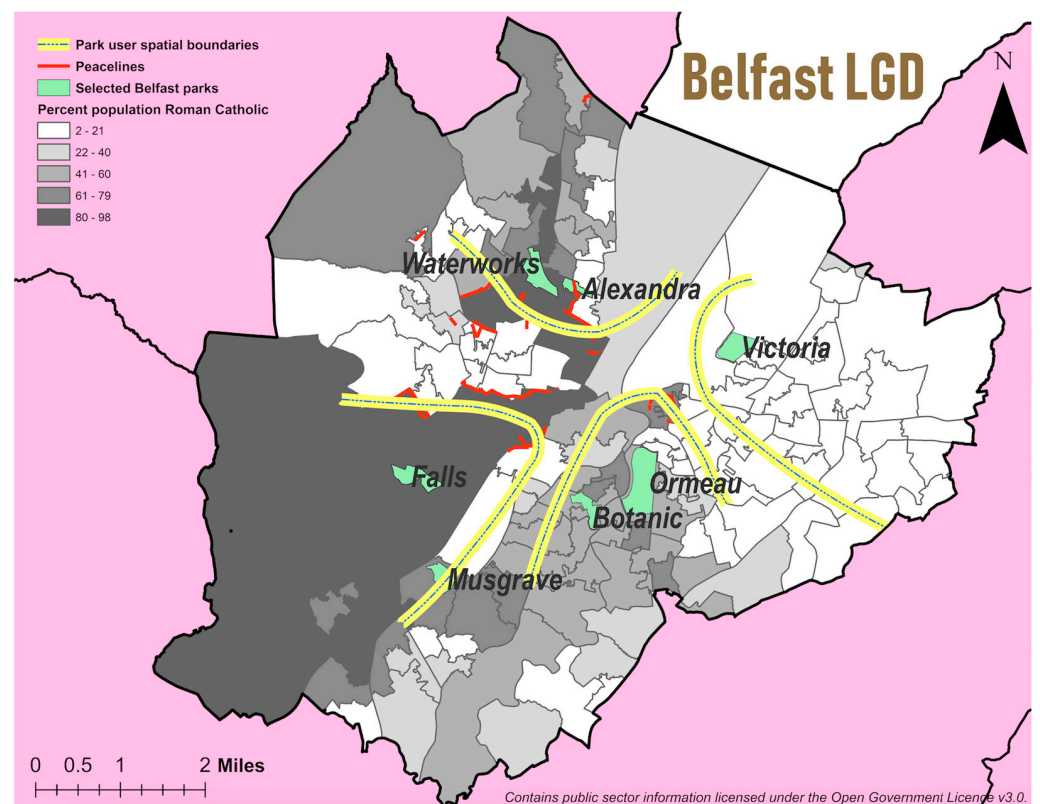 Park user spatial boundaries
Peacelines
Selected Belfast parks
Percent population Roman Catholic
2 - 21
22 - 40
41 - 60
61 - 79
80 - 98
Belfast LGD
N
Waterworks
Alexandra
Victoria
Falls
Ormeau
Botanic
Musgrave
0 0.5 1 2 Miles
Contains public sector information licensed under the Open Government Licence v3.0.